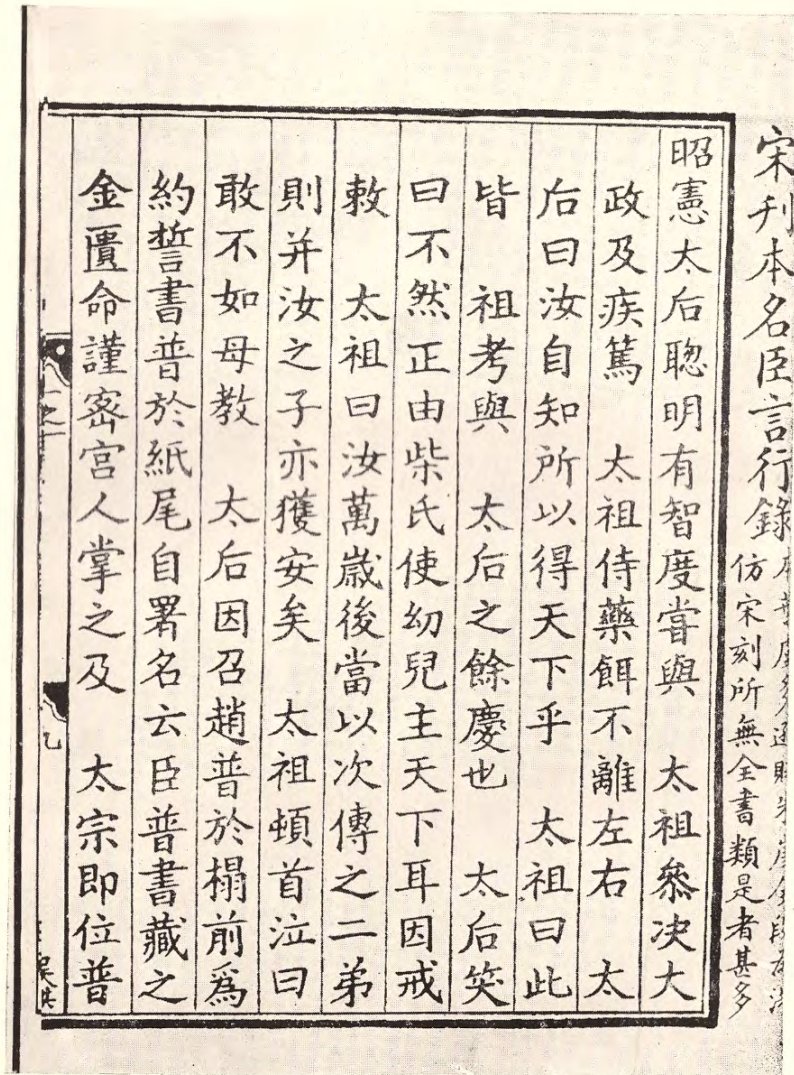 宋刋本名臣言行錄
仿宋刻所無全書類是者甚多
昭憲太后聦明有智度嘗與　太祖叅決大
政及疾篤　太祖侍藥餌不離左右　太
后曰汝自知所以得天下乎　太祖曰此
皆　祖考與　太后之餘慶也　太后笑
曰不然正由柴氏使幼兒主天下耳因戒
敕　太祖曰汝萬歲後當以次傳之二弟
則并汝之子亦獲安矣　太祖頓首泣曰
敢不如母教　太后因召趙普於榻前爲
約誓書普於紙尾自署名云臣普書藏之
金匱命謹宻宮人掌之及　太宗即位普
九